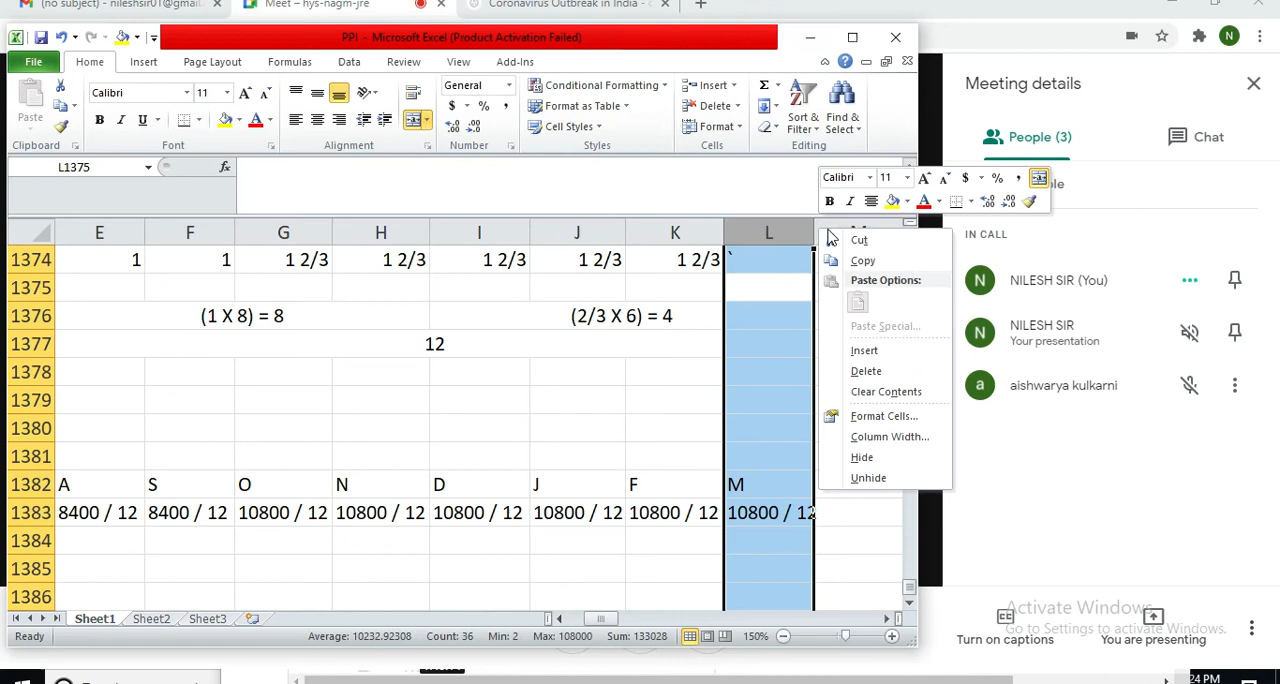 (no subject) - nileshsir01@gmail.
Meet – hys-nagm-jre
Coronavirus Outbreak in India -
PPI - Microsoft Excel (Product Activation Failed)
File Home Insert Page Layout Formulas Data Review View Add-Ins
Paste
Calibri 11
B I U
General
$ % ,
Conditional Formatting
Format as Table
Cell Styles
Insert
Delete
Format
Sort & Filter
Find & Select
Clipboard Font Alignment Number Styles Cells Editing
L1375 fx
Calibri 11 A A $ % ,
B I A
E F G H I J K L
1374 1 1 1 2/3 1 2/3 1 2/3 1 2/3 1 2/3 `
1375
1376 (1 X 8) = 8 (2/3 X 6) = 4
1377 12
1378
1379
1380
1381
1382 A S O N D J F M
1383 8400 / 12 8400 / 12 10800 / 12 10800 / 12 10800 / 12 10800 / 12 10800 / 12 10800 / 12
1384
1385
1386
Cut
Copy
Paste Options:
Paste Special...
Insert
Delete
Clear Contents
Format Cells...
Column Width...
Hide
Unhide
Sheet1 Sheet2 Sheet3
Ready Average: 10232.92308 Count: 36 Min: 2 Max: 108000 Sum: 133028 150%
N
Meeting details
People (3) Chat
IN CALL
N NILESH SIR (You)
N NILESH SIR
Your presentation
a aishwarya kulkarni
Activate Windows
Go to Settings to activate Windows.
CC
Turn on captions
You are presenting
:24 PM